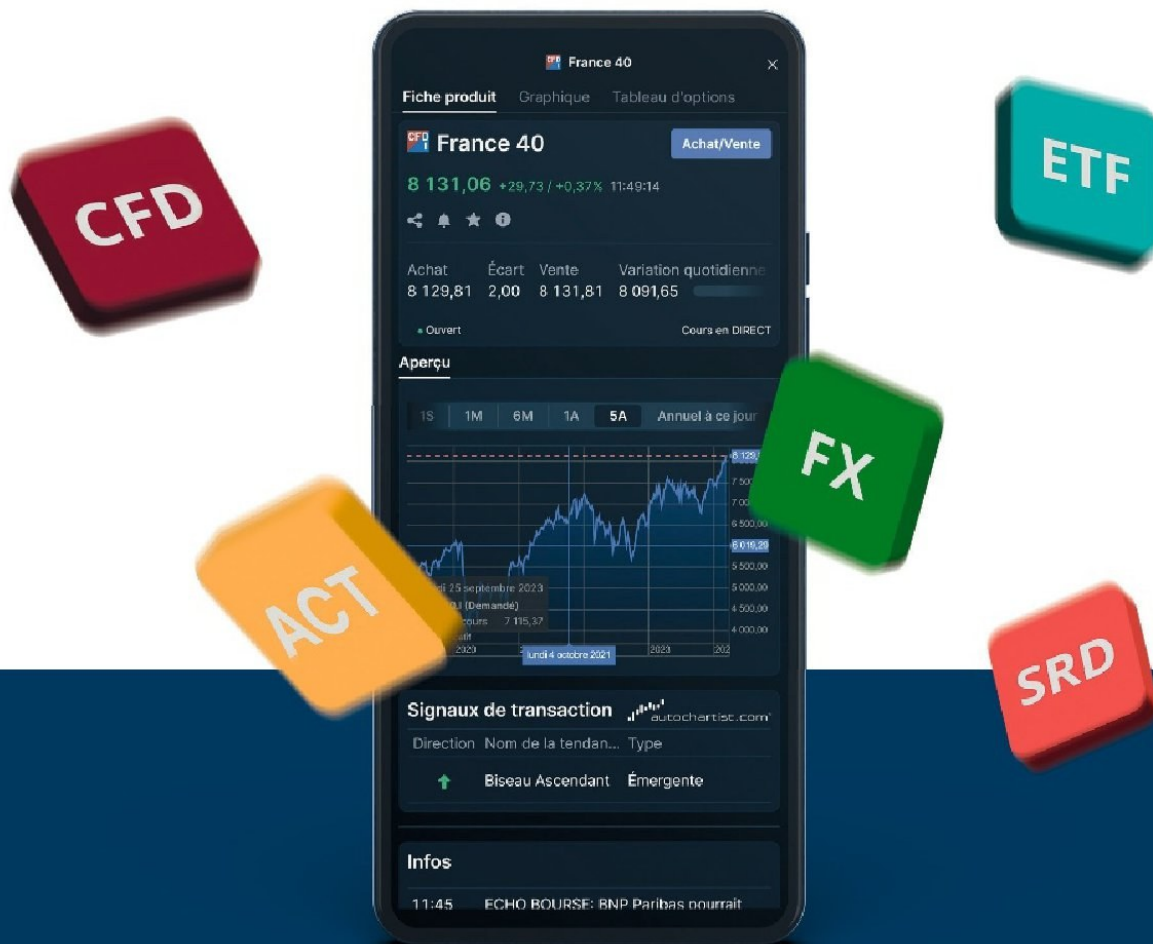 France 40
Fiche produit Graphique Tableau d'options
CFD
France 40
Achat/Vente
8 131,06 +29,73 / +0,37% 11:49:14
CFD
ETF
Achat Écart Vente Variation quotidienne
8 129,81 2,00 8 131,81 8 091,65
Ouvert Cours en DIRECT
Aperçu
1S 1M 6M 1A 5A Annuel à ce jour
FX
7 500
6 500,00
6 019,29
5 500,00
5 000,00
4 500,00
4 000,00
25 septembre 2023
(Demandé)
7 115,37
2020 lundi 4 octobre 2021 2023
ACT
SRD
Signaux de transaction autochartist.com
Direction Nom de la tendan... Type
Biseau Ascendant Émergente
Infos
11:45 ECHO BOURSE: BNP Paribas pourrait